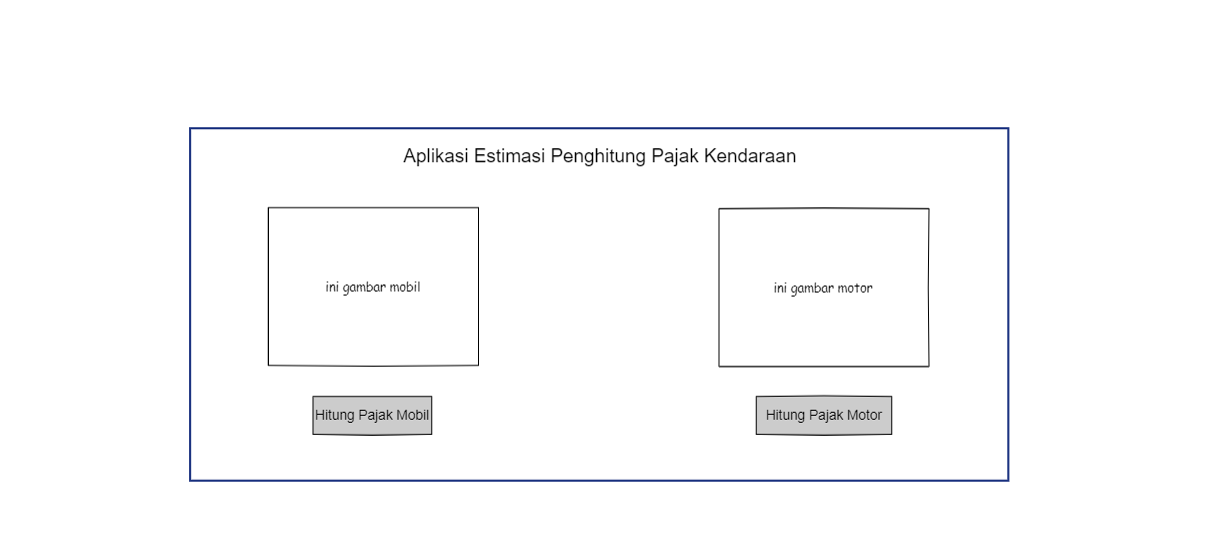 Aplikasi Estimasi Penghitung Pajak Kendaraan
ini gambar mobil
ini gambar motor
Hitung Pajak Mobil
Hitung Pajak Motor